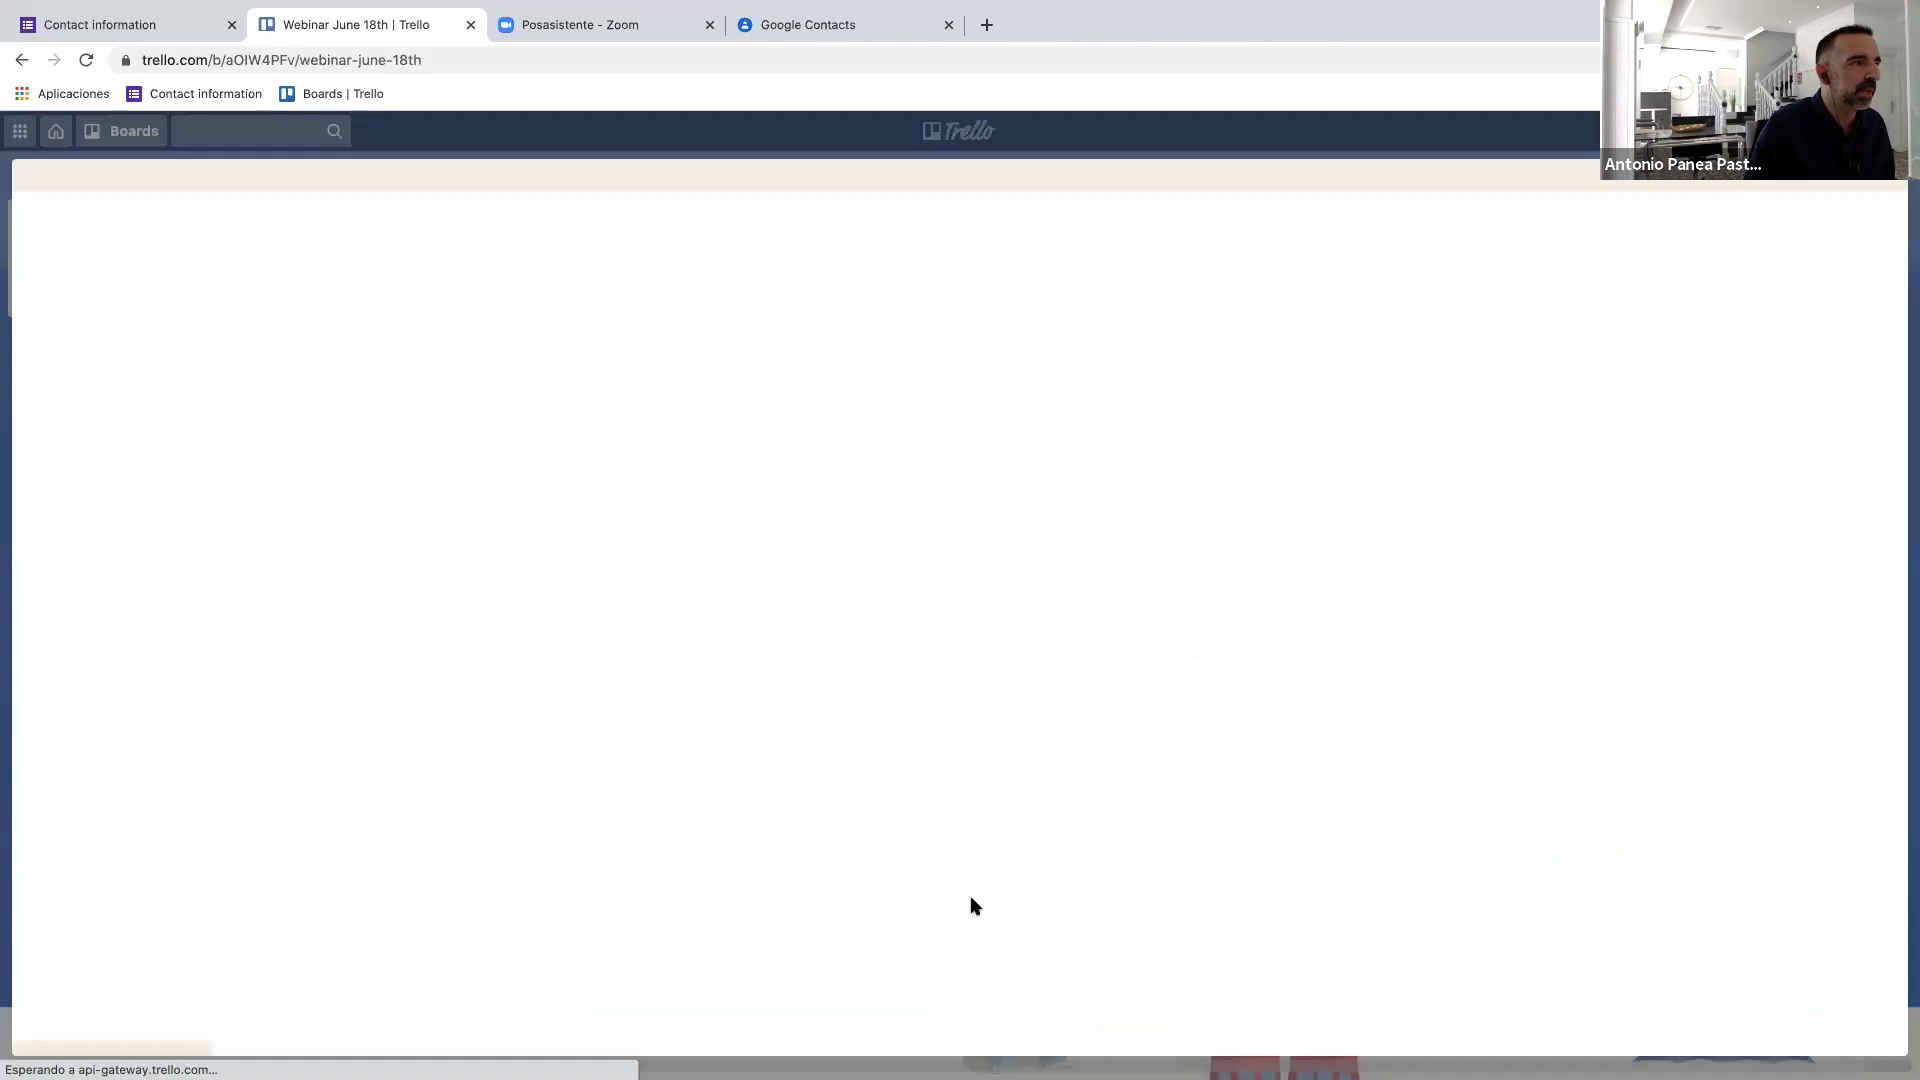 Contact information
Webinar June 18th | Trello
Posasistente - Zoom
Google Contacts
trello.com/b/aOIW4PFv/webinar-june-18th
Aplicaciones
Contact information
Boards | Trello
Boards
Trello
Antonio Panea Past...
Esperando a api-gateway.trello.com...